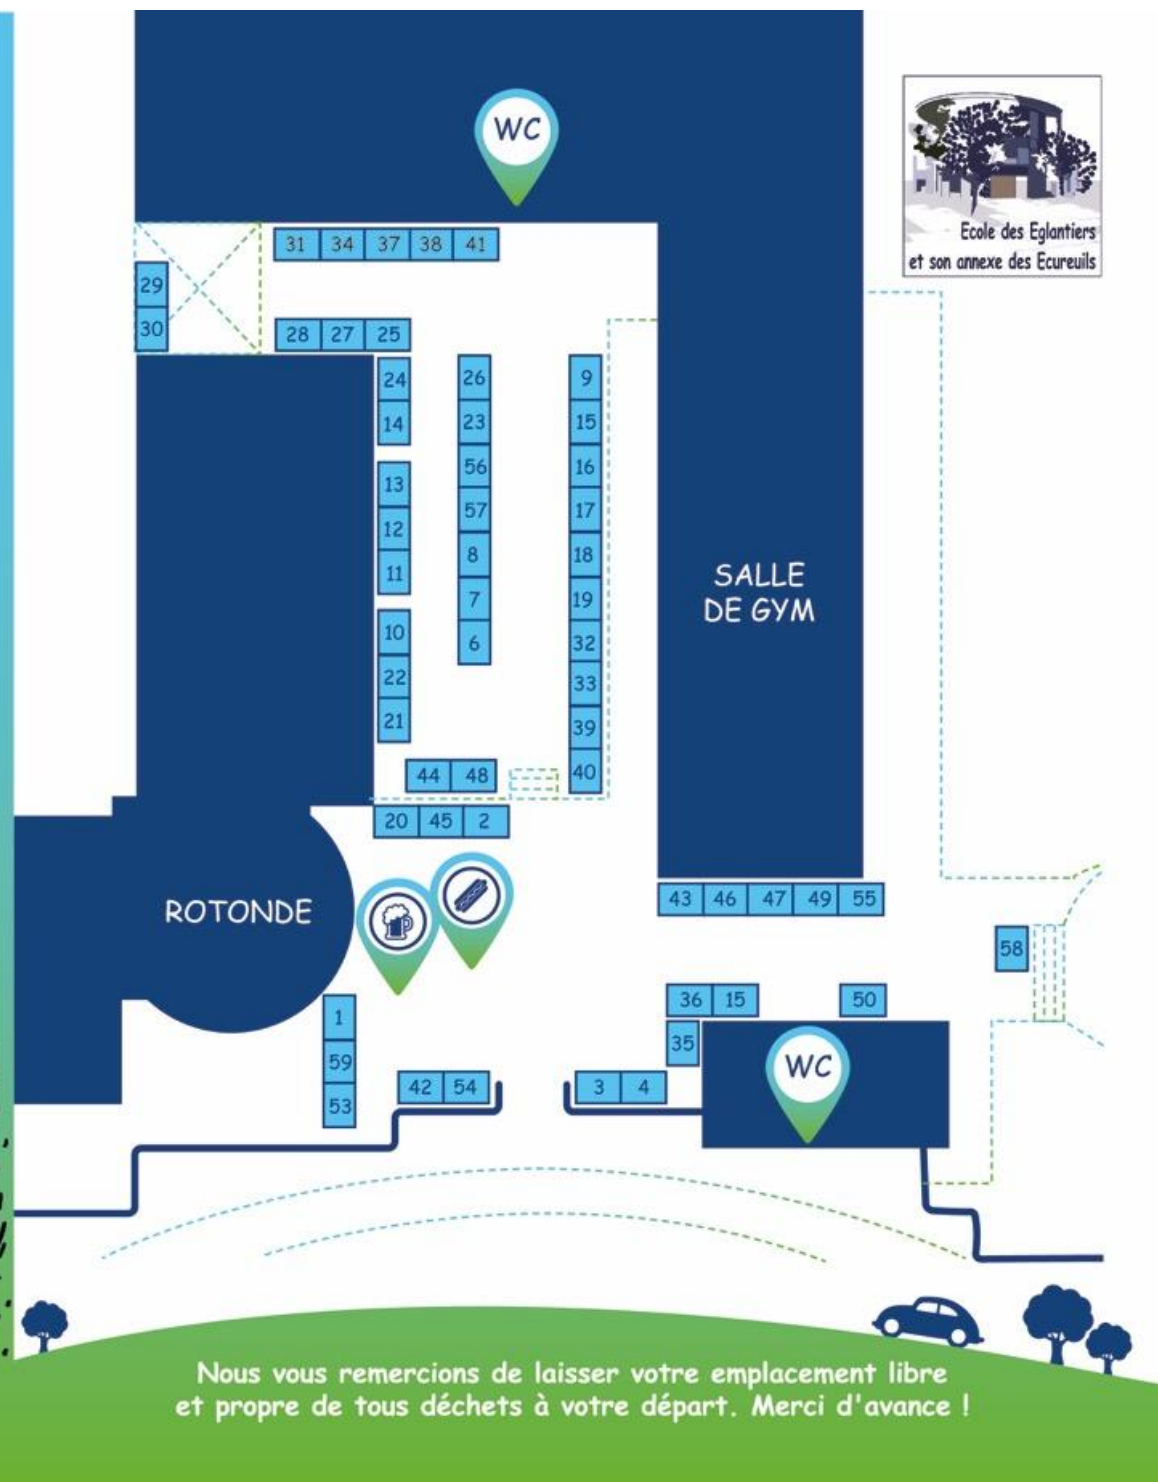 WC
Ecole des Eglantiers
et son annexe des Ecureuils
31 34 37 38 41
29
30
28 27 25
24
14
13
12
11
10
22
21
26
23
56
57
8
7
6
9
15
16
17
18
19
32
33
39
40
SALLE
DE GYM
44 48
20 45 2
ROTONDE
43 46 47 49 55
58
36 15
50
35
WC
1
59
53
42 54
3 4
Nous vous remercions de laisser votre emplacement libre
et propre de tous déchets à votre départ. Merci d'avance !